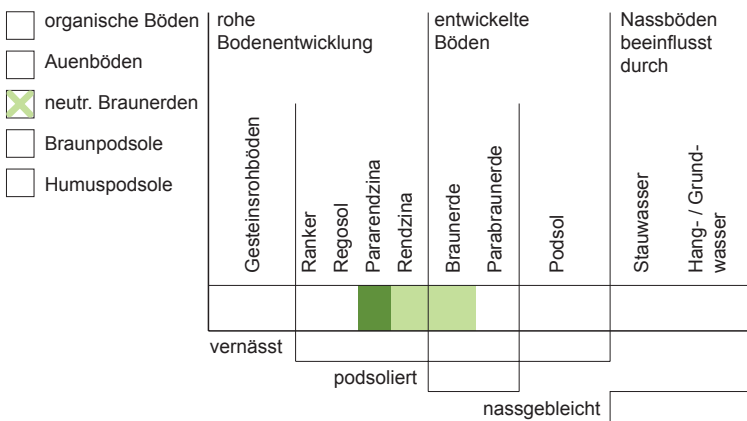 organische Böden
Auenböden
neutr. Braunerden
Braunpodsole
Humuspodsole
rohe
Bodenentwicklung
entwickelte
Böden
Nassböden
beeinflusst
durch
Gesteinsrohböden
Ranker
Regosol
Pararendzina
Rendzina
Braunerde
Parabraunerde
Podsol
Stauwasser
Hang- / Grund-
wasser
vernässt
podsoliert
nassgebleicht